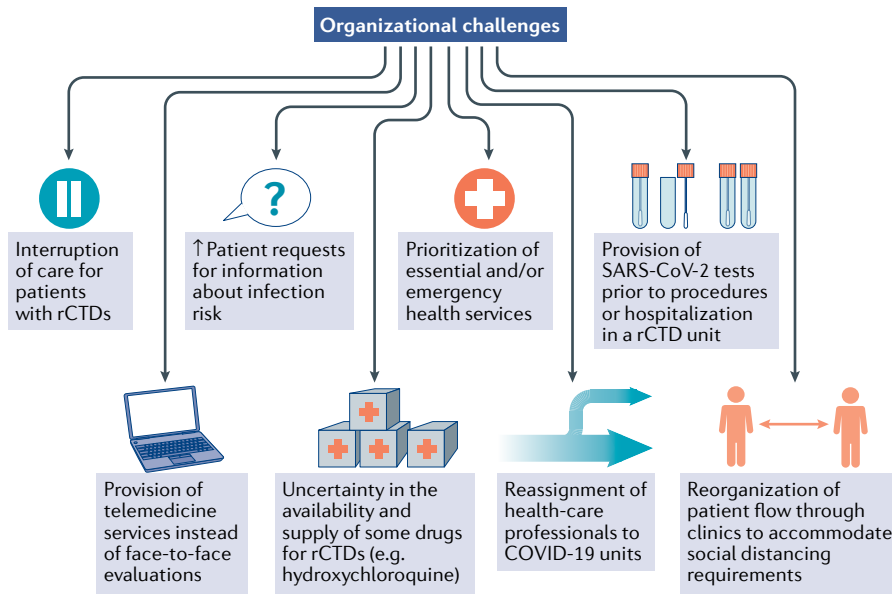 Organizational challenges
?
Interruption
of care for
patients
with rCTDs
↑Patient requests
for information
about infection
risk
Prioritization of
essential and/or
emergency
health services
Provision of
SARS-CoV-2 tests
prior to procedures
or hospitalization
in a rCTD unit
Provision of
telemedicine
services instead
of face-to-face
evaluations
Uncertainty in the
availability and
supply of some drugs
for rCTDs (e.g.
hydroxychloroquine)
Reassignment of
health-care
professionals to
COVID-19 units
Reorganization of
patient flow through
clinics to accommodate
social distancing
requirements